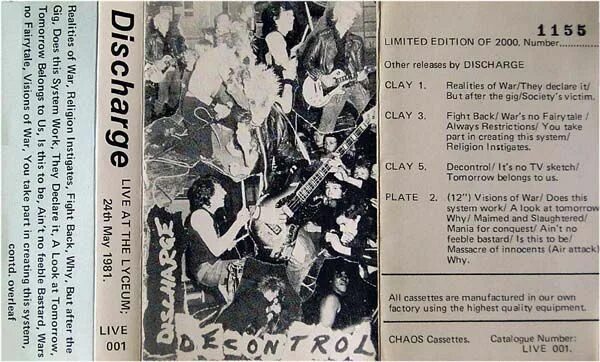 Realities of War, Religion Instigates, Fight Back, Why, But after the
Gig, Does this System Work, They Declare it, A Look at Tomorrow,
Tomorrow Belongs to Us, Is this to be, Ain't no feeble Bastard, Wars
no Fairytale, Visions of War, You take part in creating this system,
contd. overleaf
Discharge
LIVE AT THE LYCEUM;
24th May 1981.
LIVE
001
DISCHARGE
DECONTROL
1155
LIMITED EDITION OF 2000. Number..............
Other releases by DISCHARGE
CLAY 1. Realities of War/They declare it/
But after the gig/Society's victim.
CLAY 3. Fight Back/ War's no Fairytale /
Always Restrictions/ You take
part in creating this system/
Religion Instigates.
CLAY 5. Decontrol/ It's no TV sketch/
Tomorrow belongs to us.
PLATE 2. (12") Visions of War/ Does this
system work/ A look at tomorrow
Why/ Maimed and Slaughtered/
Mania for conquest/ Ain't no
feeble bastard/ Is this to be/
Massacre of innocents (Air attack)
Why.
All cassettes are manufactured in our own
factory using the highest quality equipment.
CHAOS Cassettes. Catalogue Number:
LIVE 001.